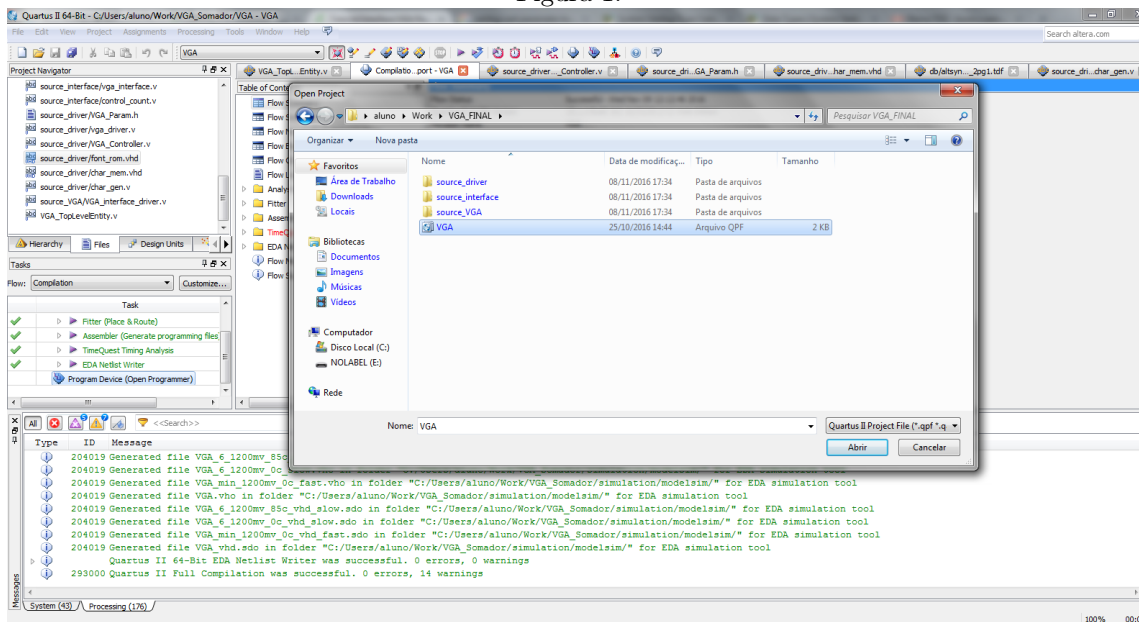 Quartus II 64-Bit - C:/Users/aluno/Work/VGA_Somador/VGA - VGA
File Edit View Project Assignments Processing Tools Window Help
Search altera.com
VGA
Project Navigator
source_interface/vga_interface.v
source_interface/control_count.v
source_driver/VGA_Param.h
source_driver/vga_driver.v
source_driver/VGA_Controller.v
source_driver/font_rom.vhd
source_driver/char_mem.vhd
source_driver/char_gen.v
source_VGA/VGA_interface_driver.v
VGA_TopLevelEntity.v
Hierarchy Files Design Units
Tasks
Flow: Compilation Customize...
Task
Fitter (Place & Route)
Assembler (Generate programming files)
TimeQuest Timing Analysis
EDA Netlist Writer
Program Device (Open Programmer)
VGA_TopL...Entity.v Compilatio...port - VGA source_driver..._Controller.v source_dri...GA_Param.h source_driv...har_mem.vhd db/altsyn..._2pg1.tdf source_dri...char_gen.v
Table of Conte
Flow S
Flow S
Flow
Flow
Flow
Flow L
Analy
Fitter
Assem
TimeQ
EDA N
Flow
Flow S
Open Project
aluno Work VGA_FINAL
Pesquisar VGA_FINAL
Organizar Nova pasta
Favoritos
Área de Trabalho
Downloads
Locais
Bibliotecas
Documentos
Imagens
Músicas
Vídeos
Computador
Disco Local (C:)
NOLABEL (E:)
Rede
Nome Data de modificaç... Tipo Tamanho
source_driver 08/11/2016 17:34 Pasta de arquivos
source_interface 08/11/2016 17:34 Pasta de arquivos
source_VGA 08/11/2016 17:34 Pasta de arquivos
VGA 25/10/2016 14:44 Arquivo QPF 2 KB
Nome: VGA Quartus II Project File (*.qpf *.q
Abrir Cancelar
All <<Search>>
Type ID Message
204019 Generated file VGA_6_1200mv_85c
204019 Generated file VGA_6_1200mv_0c
204019 Generated file VGA_min_1200mv_0c_fast.vho in folder "C:/Users/aluno/Work/VGA_Somador/simulation/modelsim/" for EDA simulation tool
204019 Generated file VGA.vho in folder "C:/Users/aluno/Work/VGA_Somador/simulation/modelsim/" for EDA simulation tool
204019 Generated file VGA_6_1200mv_85c_vhd_slow.sdo in folder "C:/Users/aluno/Work/VGA_Somador/simulation/modelsim/" for EDA simulation tool
204019 Generated file VGA_6_1200mv_0c_vhd_slow.sdo in folder "C:/Users/aluno/Work/VGA_Somador/simulation/modelsim/" for EDA simulation tool
204019 Generated file VGA_min_1200mv_0c_vhd_fast.sdo in folder "C:/Users/aluno/Work/VGA_Somador/simulation/modelsim/" for EDA simulation tool
204019 Generated file VGA_vhd.sdo in folder "C:/Users/aluno/Work/VGA_Somador/simulation/modelsim/" for EDA simulation tool
Quartus II 64-Bit EDA Netlist Writer was successful. 0 errors, 0 warnings
293000 Quartus II Full Compilation was successful. 0 errors, 14 warnings
Messages
System (43) Processing (176)
100% 00:0